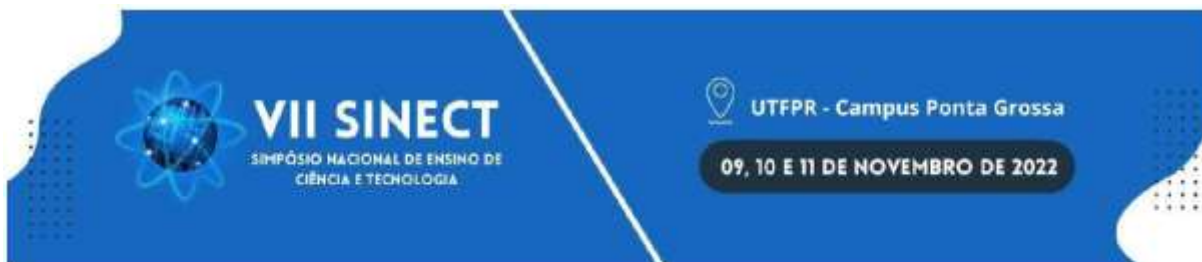 VII SINECT
SIMPÓSIO NACIONAL DE ENSINO DE
CIÊNCIA E TECNOLOGIA
UTFPR - Campus Ponta Grossa
09, 10 E 11 DE NOVEMBRO DE 2022